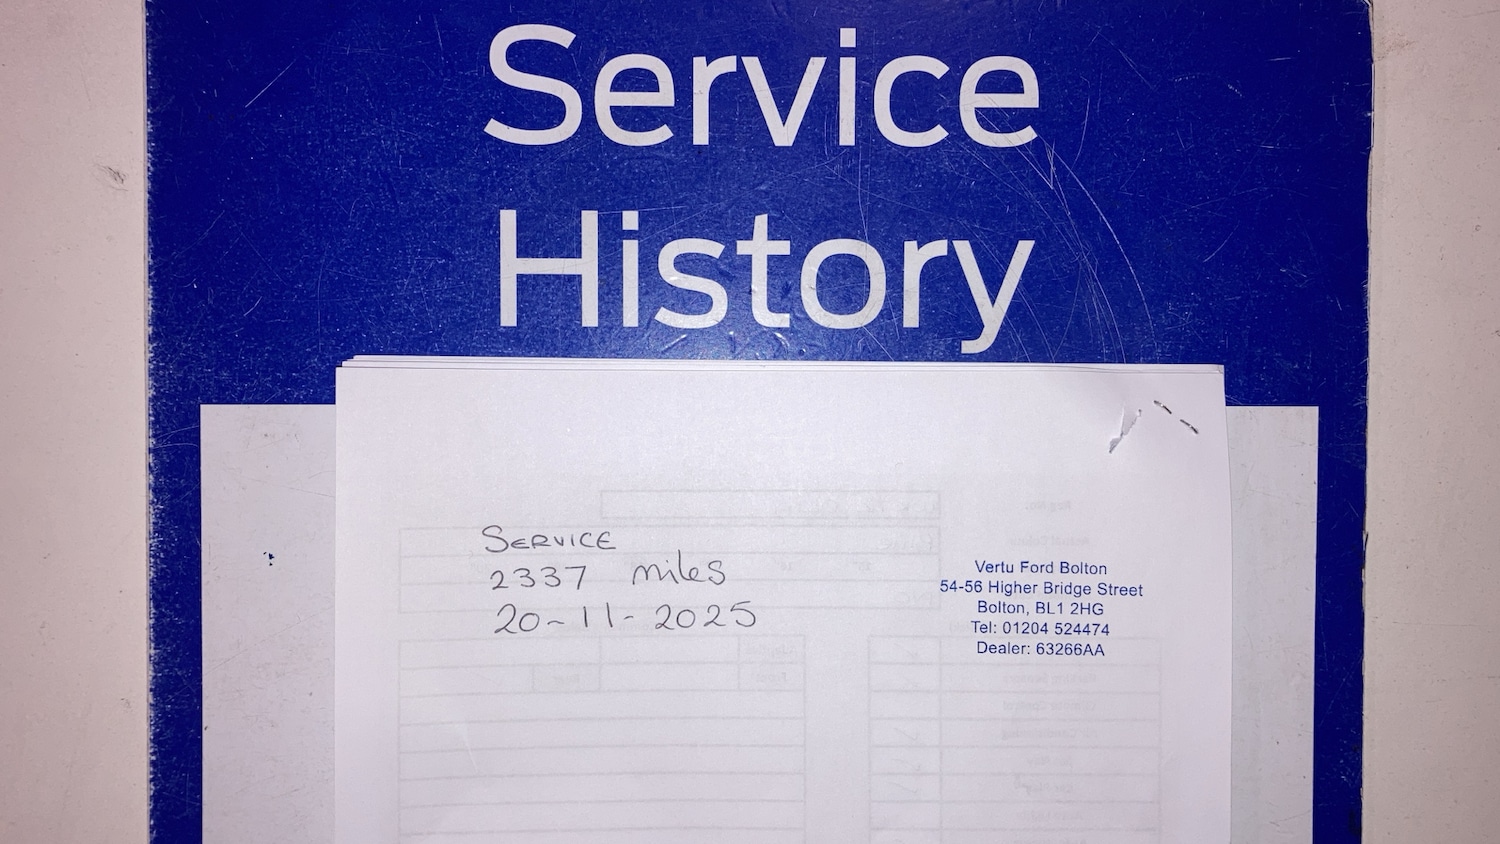 Service
History
SERVICE
2337 miles
20-11-2025
Vertu Ford Bolton
54-56 Higher Bridge Street
Bolton, BL1 2HG
Tel: 01204 524474
Dealer: 63266AA